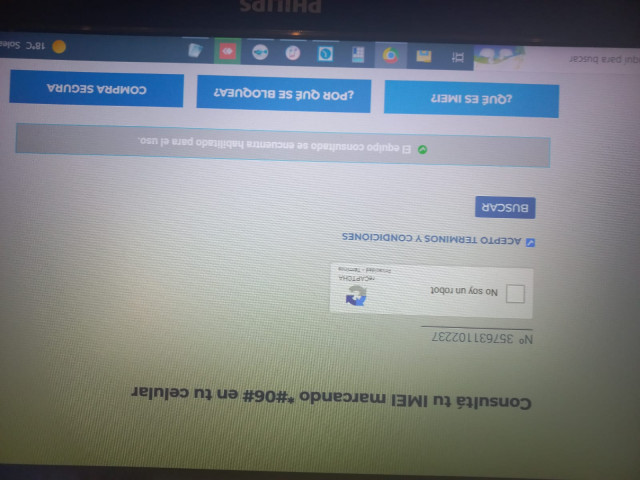 Consultá tu IMEI marcando *#06# en tu celular
Nº 357631102237
No soy un robot
reCAPTCHA
Privacidad - Términos
ACEPTO TERMINOS Y CONDICIONES
BUSCAR
El equipo consultado se encuentra habilitado para el uso.
¿QUÉ ES IMEI?
¿POR QUÉ SE BLOQUEA?
COMPRA SEGURA
quí para buscar
18°C Solea
PHILIPS